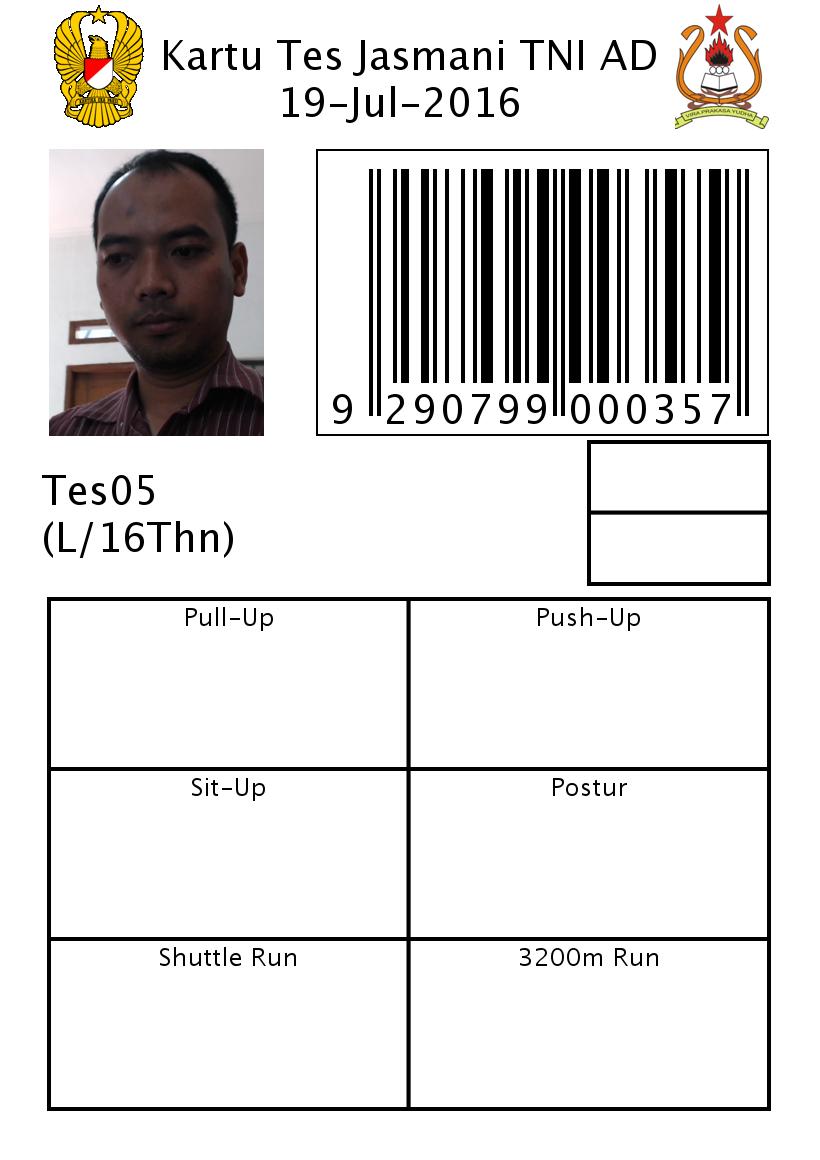 Kartu Tes Jasmani TNI AD
19-Jul-2016
VIRA PRAKASA YUDHA
9 290799 000357
Tes05
(L/16Thn)
Pull-Up
Push-Up
Sit-Up
Postur
Shuttle Run
3200m Run